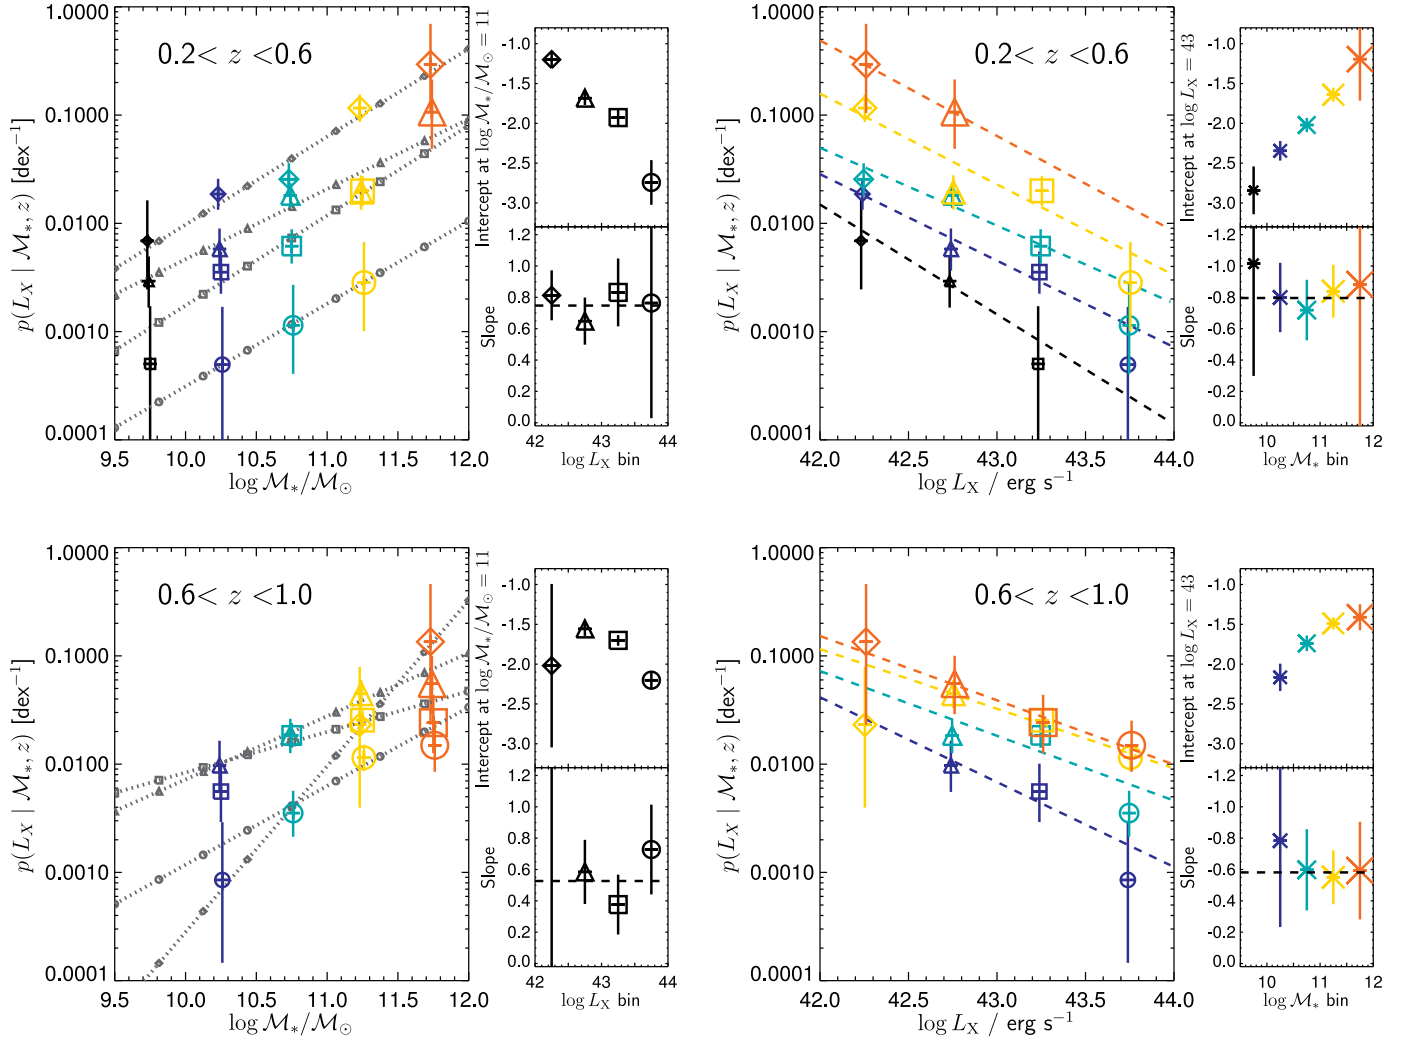 0.2< z <0.6
p(L_X | M_*, z) [dex⁻¹]
1.0000
0.1000
0.0100
0.0010
0.0001
9.5 10.0 10.5 11.0 11.5 12.0
log M_*/M_⊙
Intercept at log M_*/M_⊙ = 11
-1.0
-1.5
-2.0
-2.5
-3.0
Slope
1.2
1.0
0.8
0.6
0.4
0.2
0.0
42 43 44
log L_X bin
0.2< z <0.6
p(L_X | M_*, z) [dex⁻¹]
1.0000
0.1000
0.0100
0.0010
0.0001
42.0 42.5 43.0 43.5 44.0
log L_X / erg s⁻¹
Intercept at log L_X = 43
-1.0
-1.5
-2.0
-2.5
-3.0
Slope
-1.2
-1.0
-0.8
-0.6
-0.4
-0.2
0.0
10 11 12
log M_* bin
0.6< z <1.0
p(L_X | M_*, z) [dex⁻¹]
1.0000
0.1000
0.0100
0.0010
0.0001
9.5 10.0 10.5 11.0 11.5 12.0
log M_*/M_⊙
Intercept at log M_*/M_⊙ = 11
-1.0
-1.5
-2.0
-2.5
-3.0
Slope
1.2
1.0
0.8
0.6
0.4
0.2
0.0
42 43 44
log L_X bin
0.6< z <1.0
p(L_X | M_*, z) [dex⁻¹]
1.0000
0.1000
0.0100
0.0010
0.0001
42.0 42.5 43.0 43.5 44.0
log L_X / erg s⁻¹
Intercept at log L_X = 43
-1.0
-1.5
-2.0
-2.5
-3.0
Slope
-1.2
-1.0
-0.8
-0.6
-0.4
-0.2
0.0
10 11 12
log M_* bin